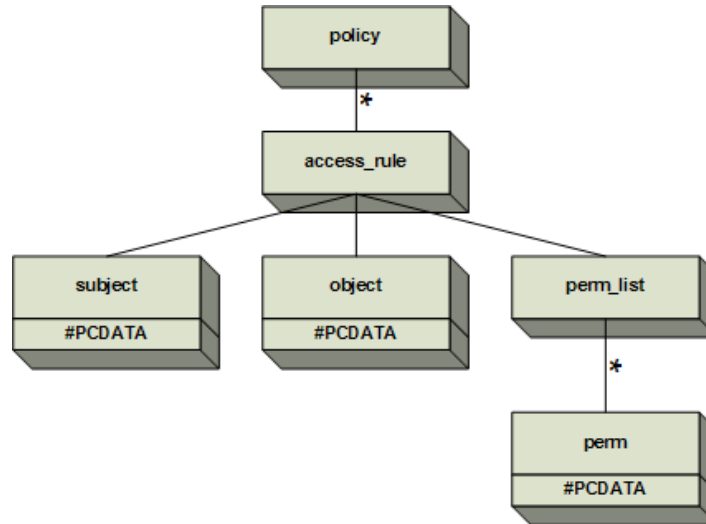 policy
*
access_rule
subject
#PCDATA
object
#PCDATA
perm_list
*
perm
#PCDATA